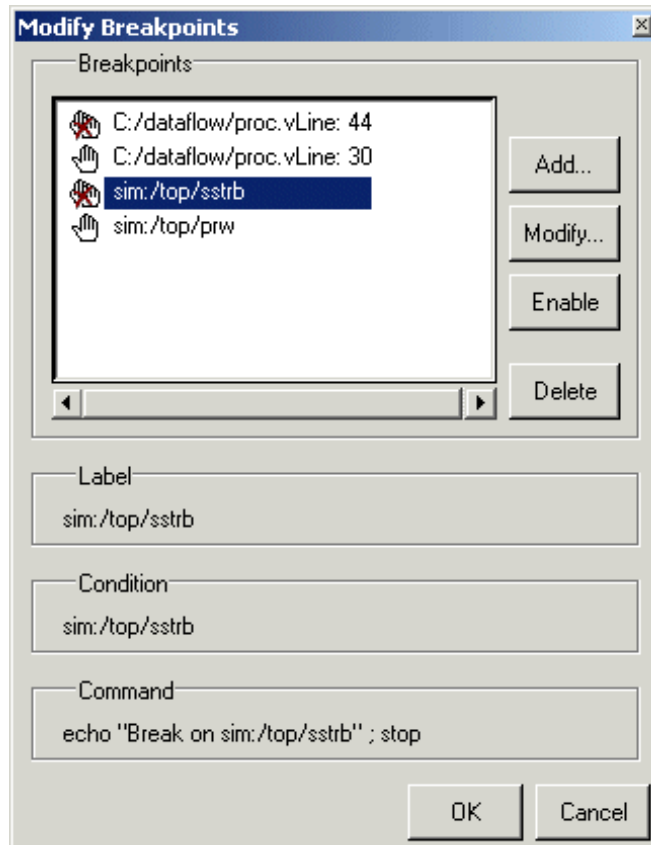 Modify Breakpoints
Breakpoints
C:/dataflow/proc.vLine: 44
C:/dataflow/proc.vLine: 30
sim:/top/sstrb
sim:/top/prw
Add...
Modify...
Enable
Delete
Label
sim:/top/sstrb
Condition
sim:/top/sstrb
Command
echo "Break on sim:/top/sstrb" ; stop
OK
Cancel